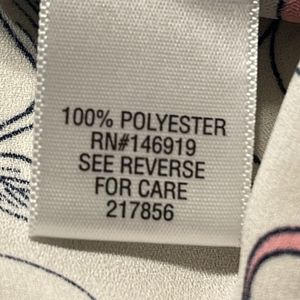 100% POLYESTER
RN#146919
SEE REVERSE
FOR CARE
217856